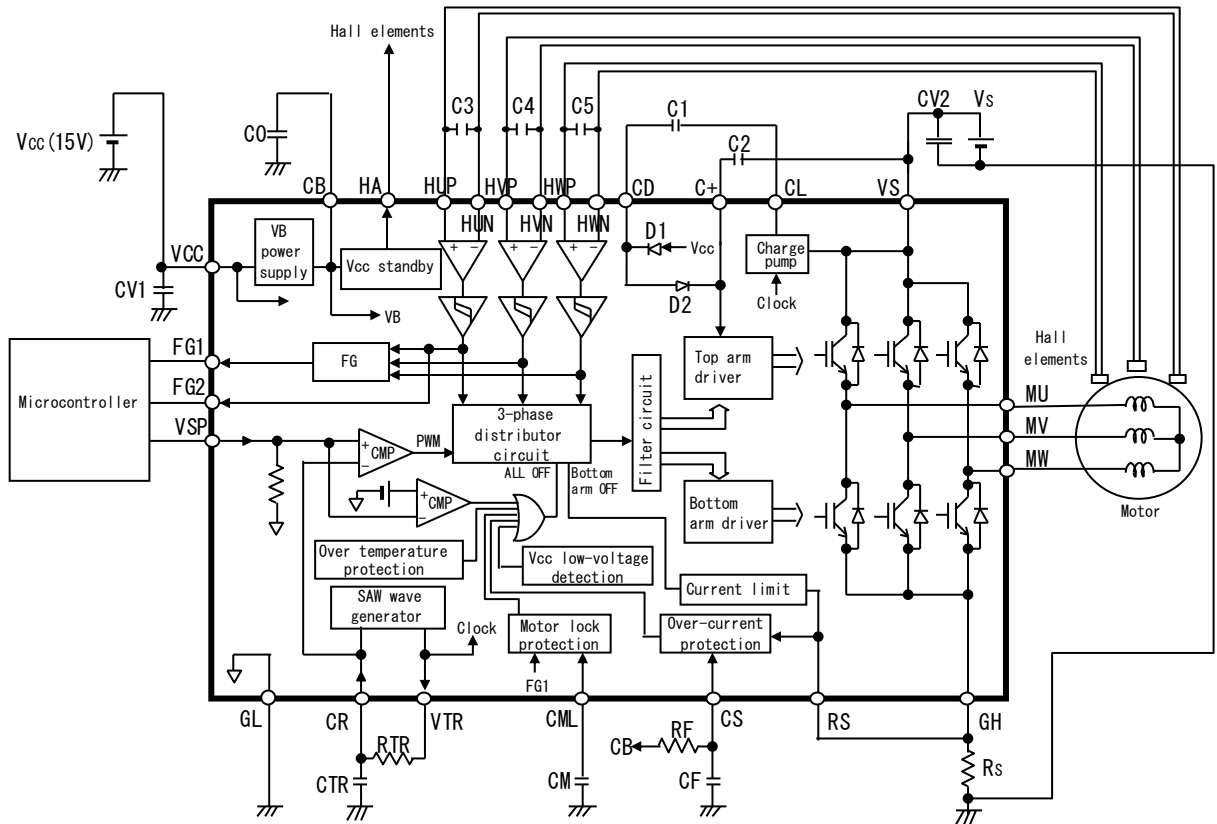 Hall elements
VCC (15V)
C0
C3
C4
C5
C1
C2
CV2
VS
CB
HA
HUP
HUN
HVP
HVN
HWP
HWN
CD
C+
CL
VS
VCC
CV1
VB
power
supply
Vcc standby
VB
+ −
+ −
+ −
D1
Vcc
D2
Charge
pump
Clock
Microcontroller
FG1
FG2
VSP
FG
3-phase
distributor
circuit
Filter circuit
Top arm
driver
Bottom
arm driver
Hall
elements
MU
MV
MW
Motor
+
−
CMP
PWM
ALL OFF
Bottom
arm OFF
+
−
CMP
Over temperature
protection
Vcc low-voltage
detection
SAW wave
generator
Clock
Motor lock
protection
FG1
Current limit
Over-current
protection
GL
CR
VTR
CML
CS
RS
GH
RTR
CTR
CM
CB
RF
CF
RS